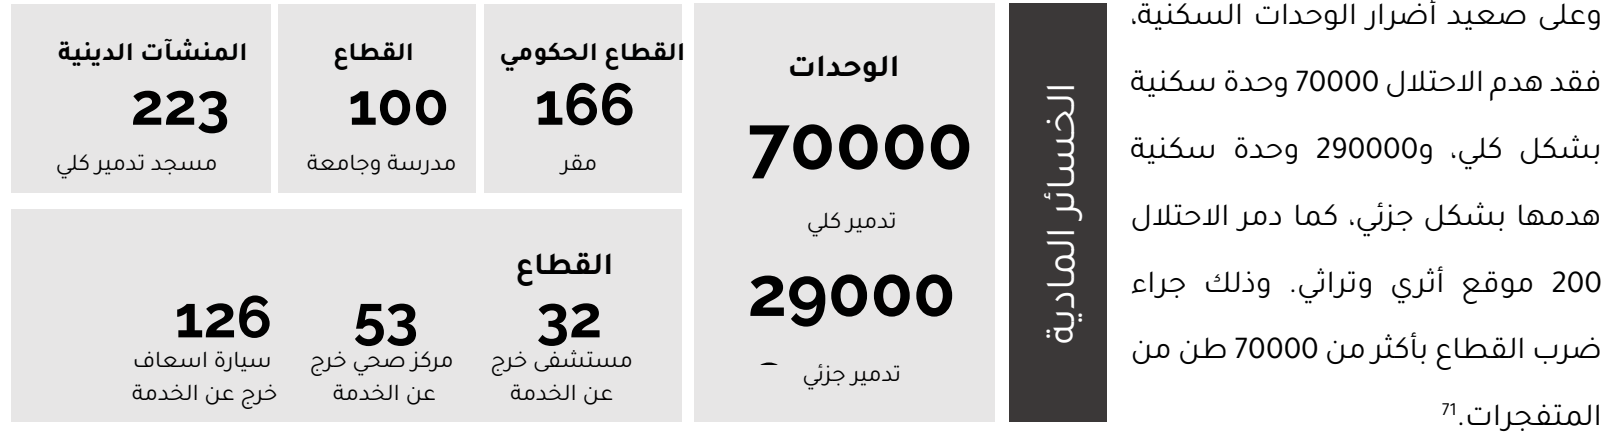 وعلى صعيد أضرار الوحدات السكنية،
فقد هدم الاحتلال 70000 وحدة سكنية
بشكل كلي، و290000 وحدة سكنية
هدمها بشكل جزئي، كما دمر الاحتلال
200 موقع أثري وتراثي. وذلك جراء
ضرب القطاع بأكثر من 70000 طن من
المتفجرات.71
الخسائر المادية
الوحدات
70000
تدمير كلي
29000
تدمير جزئي
القطاع الحكومي
166
مقر
القطاع
100
مدرسة وجامعة
المنشآت الدينية
223
مسجد تدمير كلي
القطاع
32
مستشفى خرج
عن الخدمة
53
مركز صحي خرج
عن الخدمة
126
سيارة اسعاف
خرج عن الخدمة